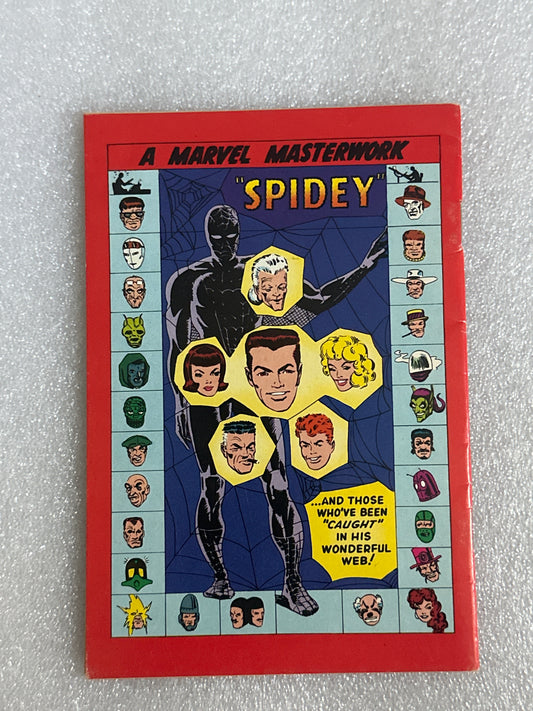 A MARVEL MASTERWORK
"SPIDEY"
...AND THOSE
WHO'VE BEEN
"CAUGHT"
IN HIS
WONDERFUL
WEB!